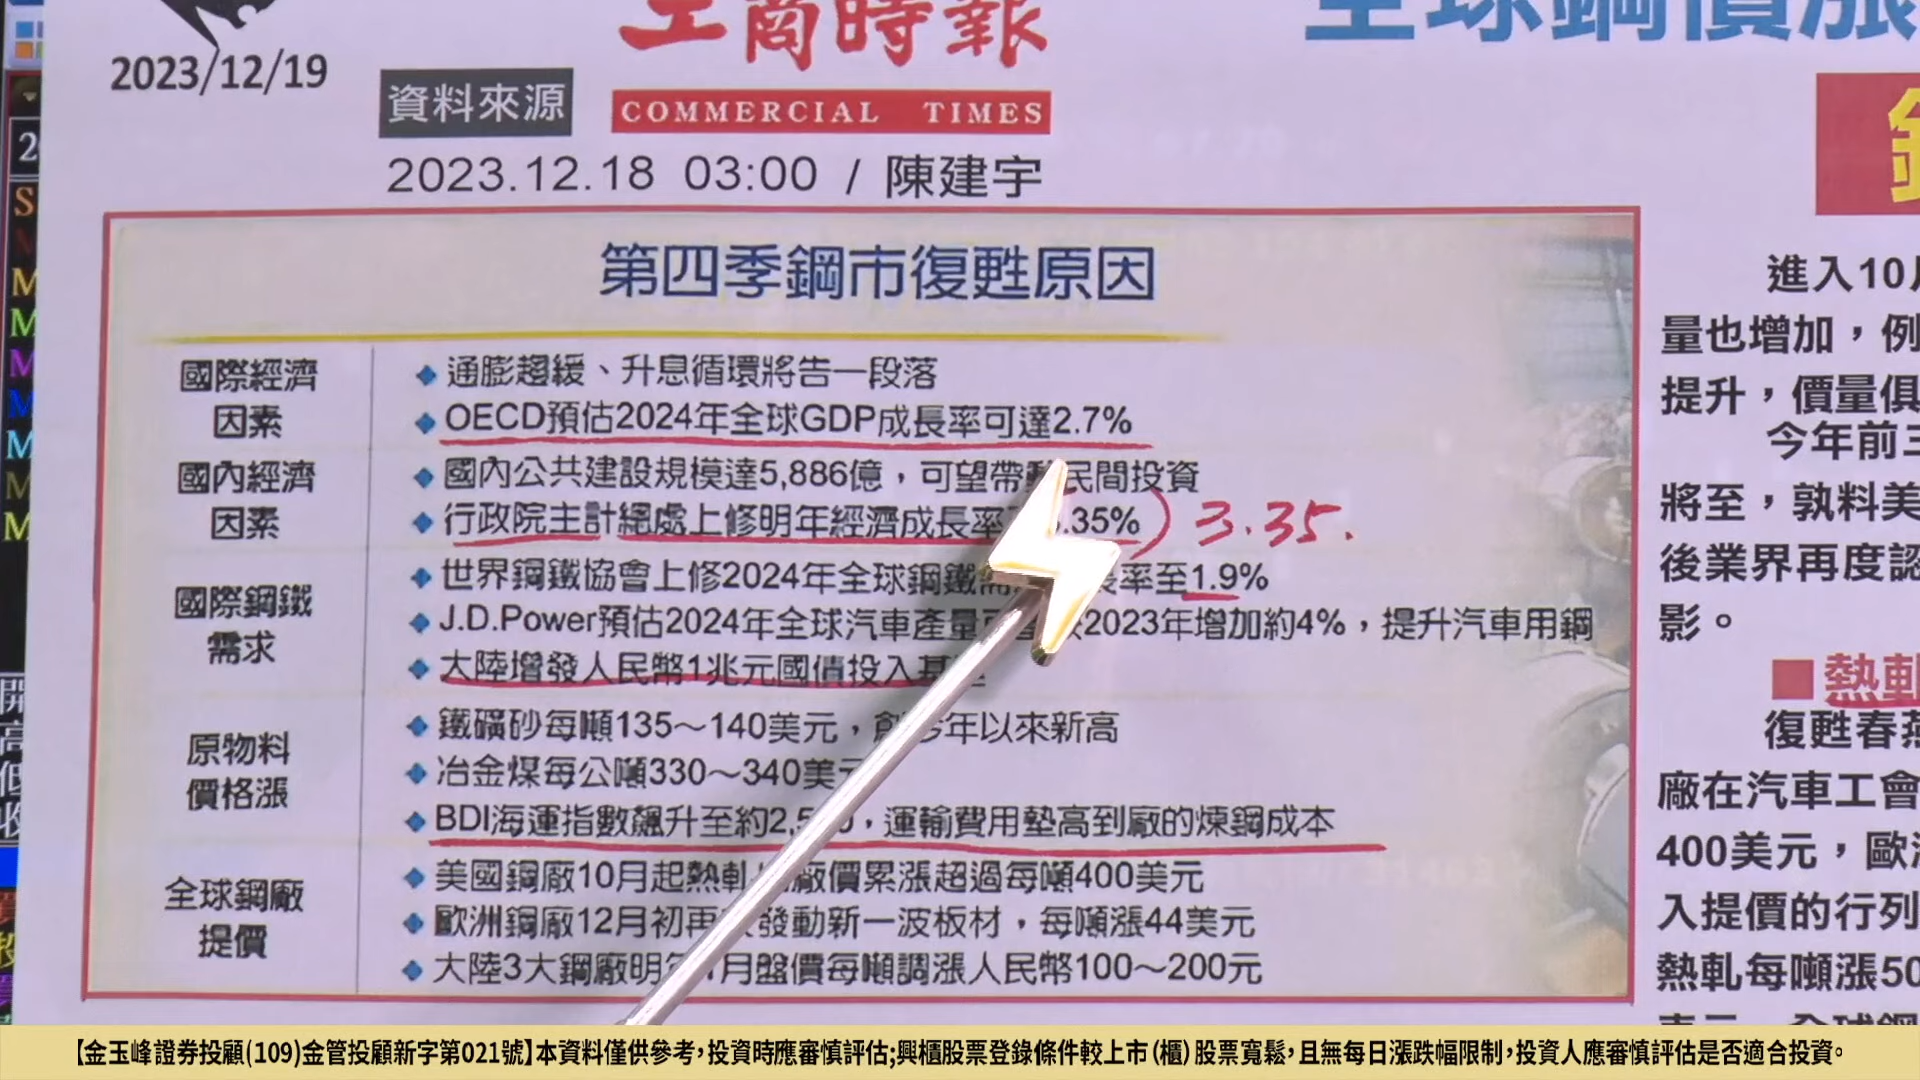 工商時報
全球鋼價漲
2023/12/19
資料來源
COMMERCIAL TIMES
2023.12.18 03:00 / 陳建宇
第四季鋼市復甦原因
國際經濟因素
通膨趨緩、升息循環將告一段落
OECD預估2024年全球GDP成長率可達2.7%
國內經濟因素
國內公共建設規模達5,886億，可望帶動民間投資
行政院主計總處上修明年經濟成長率 .35%
3.35.
國際鋼鐵需求
世界鋼鐵協會上修2024年全球鋼鐵需 長率至1.9%
J.D.Power預估2024年全球汽車產量 2023年增加約4%，提升汽車用鋼
大陸增發人民幣1兆元國債投入基
原物料價格漲
鐵礦砂每噸135～140美元，創今年以來新高
冶金煤每公噸330～340美元
BDI海運指數飆升至約2,5 0，運輸費用墊高到廠的煉鋼成本
全球鋼廠提價
美國鋼廠10月起熱軋 廠價累漲超過每噸400美元
歐洲鋼廠12月初再 發動新一波板材，每噸漲44美元
大陸3大鋼廠明年1月盤價每噸調漲人民幣100～200元
進入10月
量也增加，例
提升，價量俱
今年前三
將至，孰料美
後業界再度認
影。
■熱軋
復甦春燕
廠在汽車工會
400美元，歐洲
入提價的行列
熱軋每噸漲50
【金玉峰證券投顧(109)金管投顧新字第021號】本資料僅供參考，投資時應審慎評估;興櫃股票登錄條件較上市(櫃)股票寬鬆，且無每日漲跌幅限制，投資人應審慎評估是否適合投資。